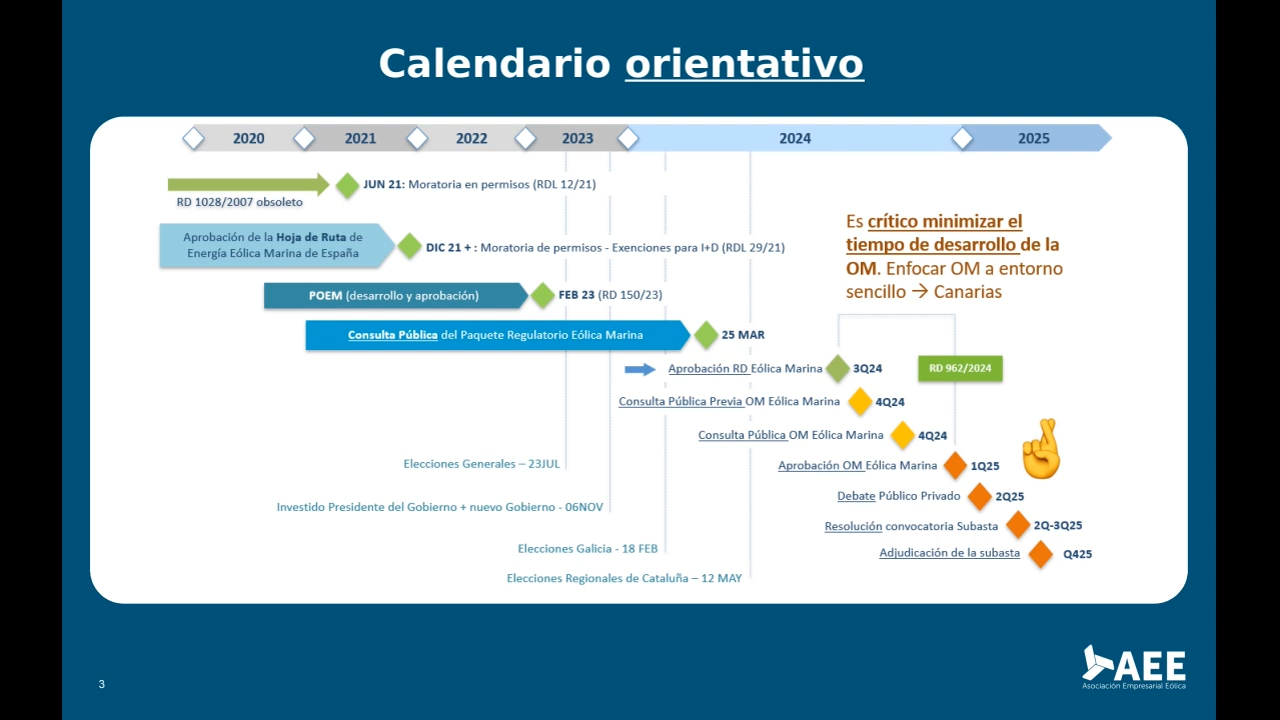 Calendario orientativo
2020
2021
2022
2023
2024
2025
JUN 21: Moratoria en permisos (RDL 12/21)
RD 1028/2007 obsoleto
Aprobación de la Hoja de Ruta de
Energía Eólica Marina de España
DIC 21 + : Moratoria de permisos - Exenciones para I+D (RDL 29/21)
Es crítico minimizar el
tiempo de desarrollo de la
OM. Enfocar OM a entorno
sencillo → Canarias
POEM (desarrollo y aprobación)
FEB 23 (RD 150/23)
Consulta Pública del Paquete Regulatorio Eólica Marina
25 MAR
Aprobación RD Eólica Marina
3Q24
RD 962/2024
Consulta Pública Previa OM Eólica Marina
4Q24
Consulta Pública OM Eólica Marina
4Q24
Elecciones Generales – 23JUL
Aprobación OM Eólica Marina
1Q25
Debate Público Privado
2Q25
Investido Presidente del Gobierno + nuevo Gobierno - 06NOV
Resolución convocatoria Subasta
2Q-3Q25
Elecciones Galicia - 18 FEB
Adjudicación de la subasta
Q425
Elecciones Regionales de Cataluña – 12 MAY
3
AEE
Asociación Empresarial Eólica